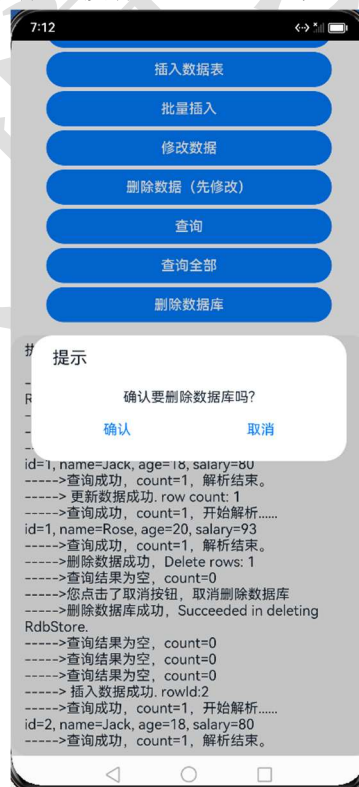 7:12
插入数据表
批量插入
修改数据
删除数据（先修改）
查询
查询全部
删除数据库
提示
确认要删除数据库吗?
确认
取消
id=1, name=Jack, age=18, salary=80
----->查询成功，count=1，解析结束。
-----> 更新数据成功. row count: 1
----->查询成功，count=1，开始解析......
id=1, name=Rose, age=20, salary=93
----->查询成功，count=1，解析结束。
----->删除数据成功，Delete rows: 1
----->查询结果为空，count=0
----->您点击了取消按钮，取消删除数据库
----->删除数据库成功，Succeeded in deleting
RdbStore.
----->查询结果为空，count=0
----->查询结果为空，count=0
----->查询结果为空，count=0
-----> 插入数据成功. rowId:2
----->查询成功，count=1，开始解析......
id=2, name=Jack, age=18, salary=80
----->查询成功，count=1，解析结束。